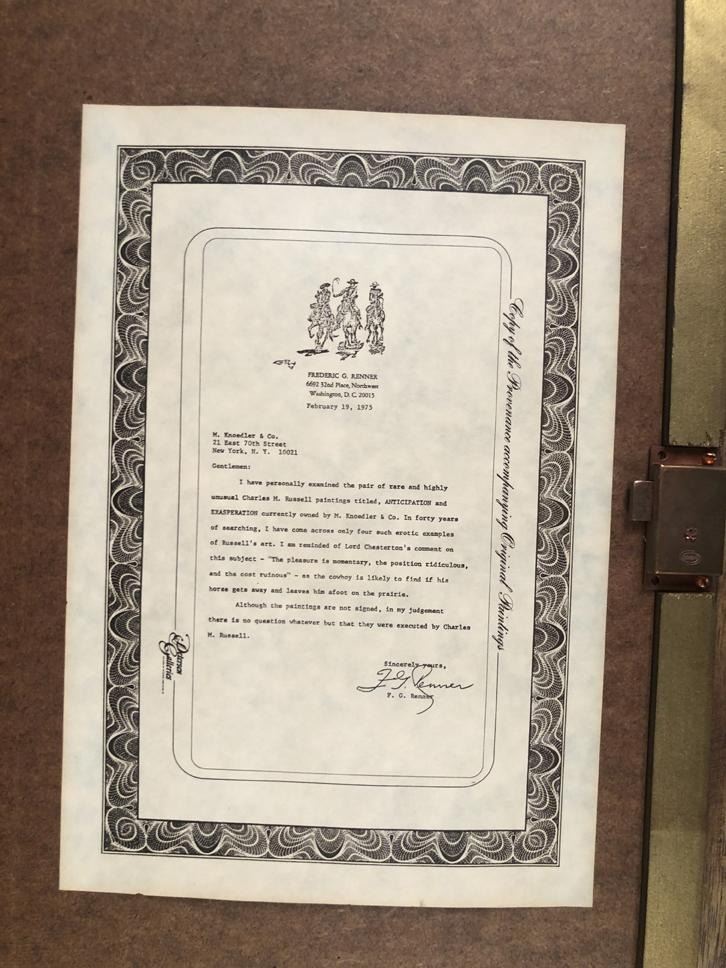 FREDERIC G. RENNER
6692 32nd Place, Northwest
Washington, D. C. 20015
February 19, 1975
M. Knoedler & Co.
21 East 70th Street
New York, N. Y. 10021
Gentlemen:
I have personally examined the pair of rare and highly
unusual Charles M. Russell paintings titled, ANTICIPATION and
EXASPERATION currently owned by M. Knoedler & Co. In forty years
of searching, I have come across only four such erotic examples
of Russell's art. I am reminded of Lord Chesterton's comment on
this subject - "The pleasure is momentary, the position ridiculous,
and the cost ruinous" - as the cowboy is likely to find if his
horse gets away and leaves him afoot on the prairie.
Although the paintings are not signed, in my judgement
there is no question whatever but that they were executed by Charles
M. Russell.
Sincerely yours,
F. G. Renner
F. G. Renner
Copy of the Provenance accompanying Original Paintings
Petersen
Galleries